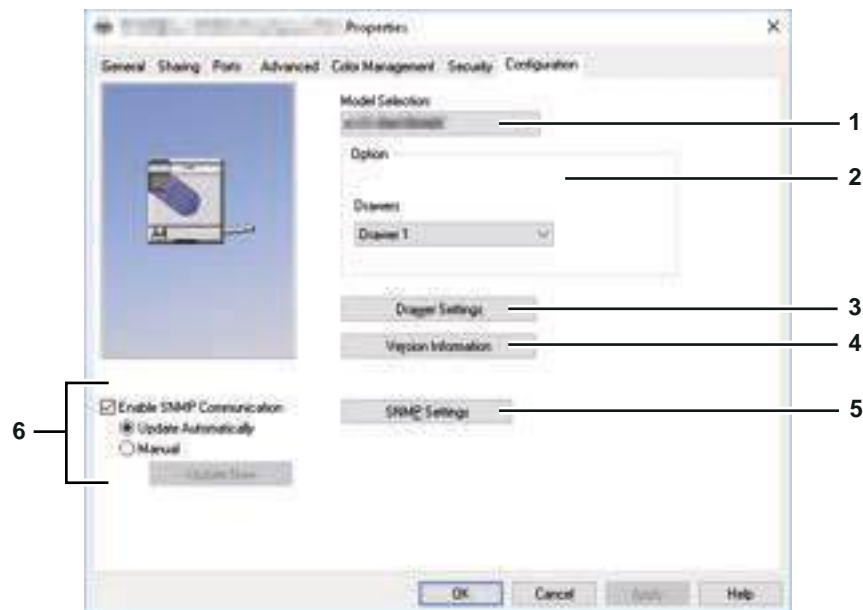 Properties
General Sharing Ports Advanced Color Management Security Configuration
Model Selection
1
Option
2
Drawers
Drawer 1
Drawer Settings
3
Version Information
4
6
Enable SNMP Communication
SNMP Settings
5
Update Automatically
Manual
Update Now
OK Cancel Apply Help